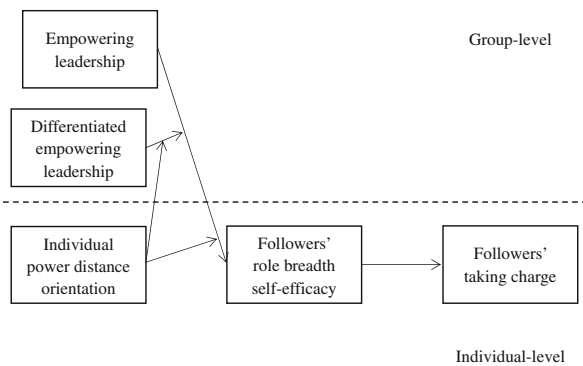 Empowering
leadership
Group-level
Differentiated
empowering
leadership
Individual
power distance
orientation
Followers'
role breadth
self-efficacy
Followers'
taking charge
Individual-level